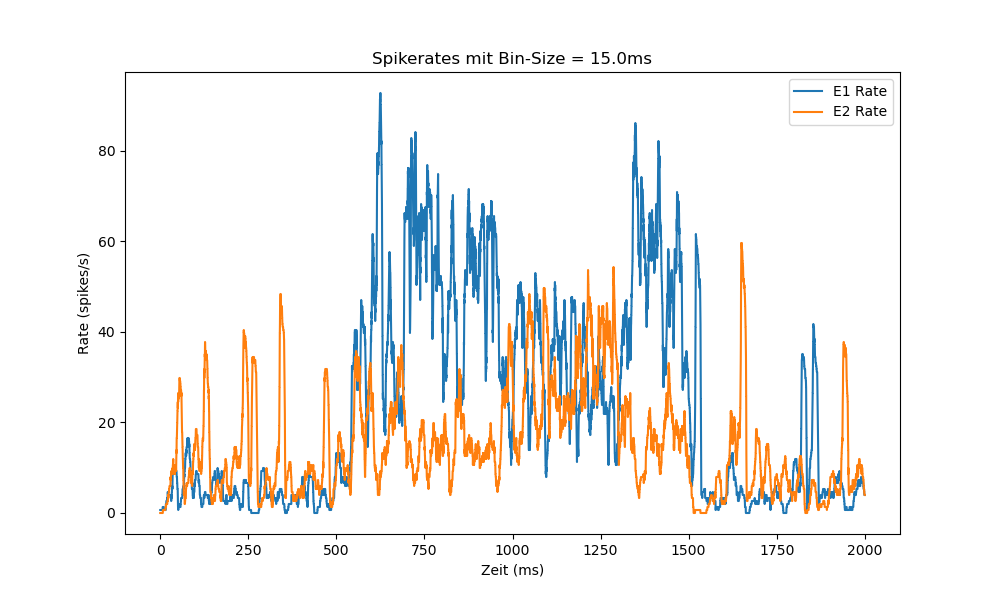 Spikerates mit Bin-Size = 15.0ms
E1 Rate
E2 Rate
Rate (spikes/s)
80
60
40
20
0
0 250 500 750 1000 1250 1500 1750 2000
Zeit (ms)